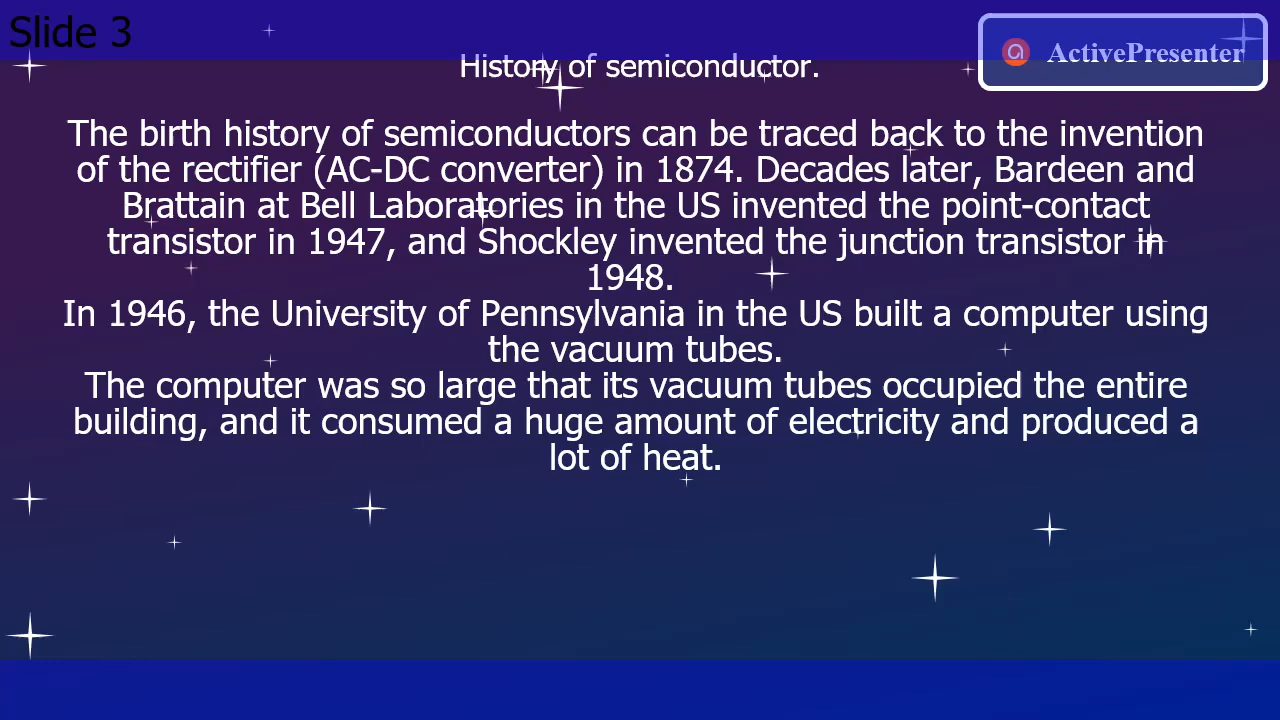 Slide 3
ActivePresenter
History of semiconductor.
The birth history of semiconductors can be traced back to the invention
of the rectifier (AC-DC converter) in 1874. Decades later, Bardeen and
Brattain at Bell Laboratories in the US invented the point-contact
transistor in 1947, and Shockley invented the junction transistor in
1948.
In 1946, the University of Pennsylvania in the US built a computer using
the vacuum tubes.
The computer was so large that its vacuum tubes occupied the entire
building, and it consumed a huge amount of electricity and produced a
lot of heat.